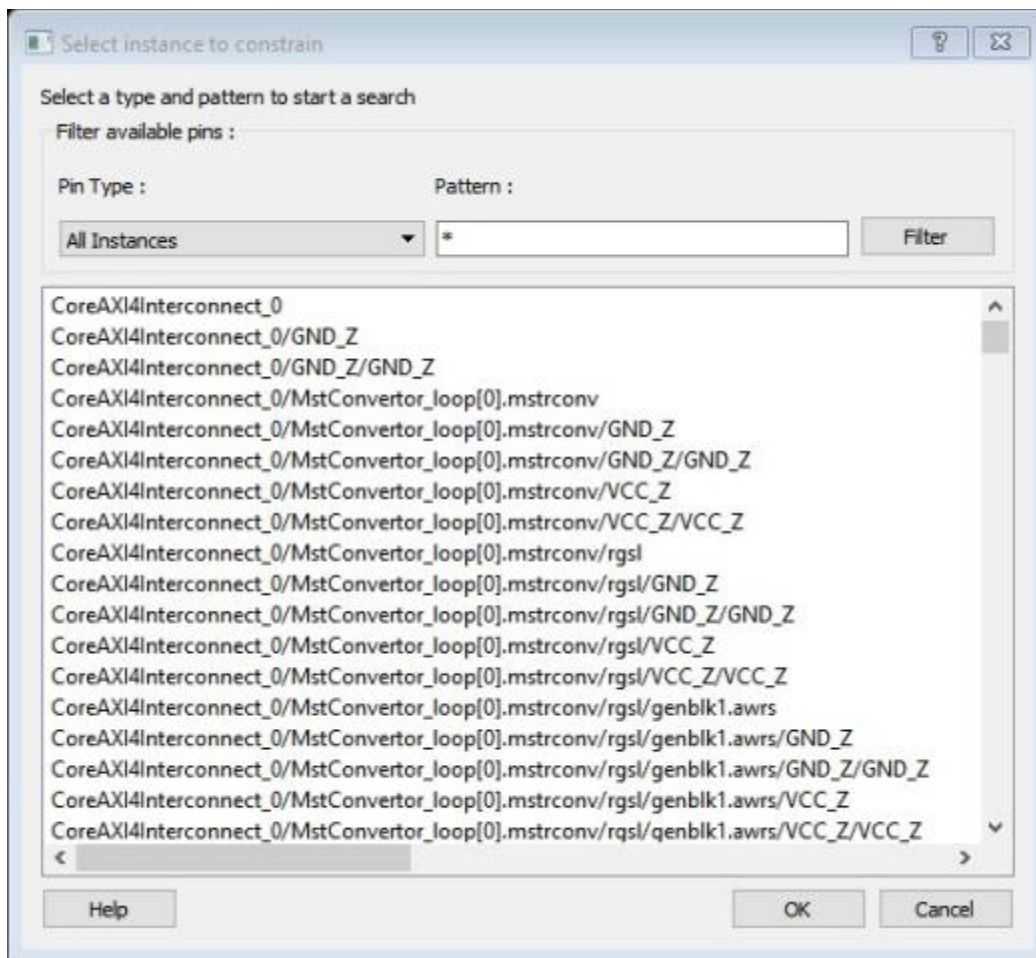 Select instance to constrain
Select a type and pattern to start a search
Filter available pins :
Pin Type : Pattern :
All Instances * Filter
CoreAXI4Interconnect_0
CoreAXI4Interconnect_0/GND_Z
CoreAXI4Interconnect_0/GND_Z/GND_Z
CoreAXI4Interconnect_0/MstConvertor_loop[0].mstrconv
CoreAXI4Interconnect_0/MstConvertor_loop[0].mstrconv/GND_Z
CoreAXI4Interconnect_0/MstConvertor_loop[0].mstrconv/GND_Z/GND_Z
CoreAXI4Interconnect_0/MstConvertor_loop[0].mstrconv/VCC_Z
CoreAXI4Interconnect_0/MstConvertor_loop[0].mstrconv/VCC_Z/VCC_Z
CoreAXI4Interconnect_0/MstConvertor_loop[0].mstrconv/rgsl
CoreAXI4Interconnect_0/MstConvertor_loop[0].mstrconv/rgsl/GND_Z
CoreAXI4Interconnect_0/MstConvertor_loop[0].mstrconv/rgsl/GND_Z/GND_Z
CoreAXI4Interconnect_0/MstConvertor_loop[0].mstrconv/rgsl/VCC_Z
CoreAXI4Interconnect_0/MstConvertor_loop[0].mstrconv/rgsl/VCC_Z/VCC_Z
CoreAXI4Interconnect_0/MstConvertor_loop[0].mstrconv/rgsl/genblk1.awrs
CoreAXI4Interconnect_0/MstConvertor_loop[0].mstrconv/rgsl/genblk1.awrs/GND_Z
CoreAXI4Interconnect_0/MstConvertor_loop[0].mstrconv/rgsl/genblk1.awrs/GND_Z/GND_Z
CoreAXI4Interconnect_0/MstConvertor_loop[0].mstrconv/rgsl/genblk1.awrs/VCC_Z
CoreAXI4Interconnect_0/MstConvertor_loop[0].mstrconv/rgsl/genblk1.awrs/VCC_Z/VCC_Z
Help OK Cancel